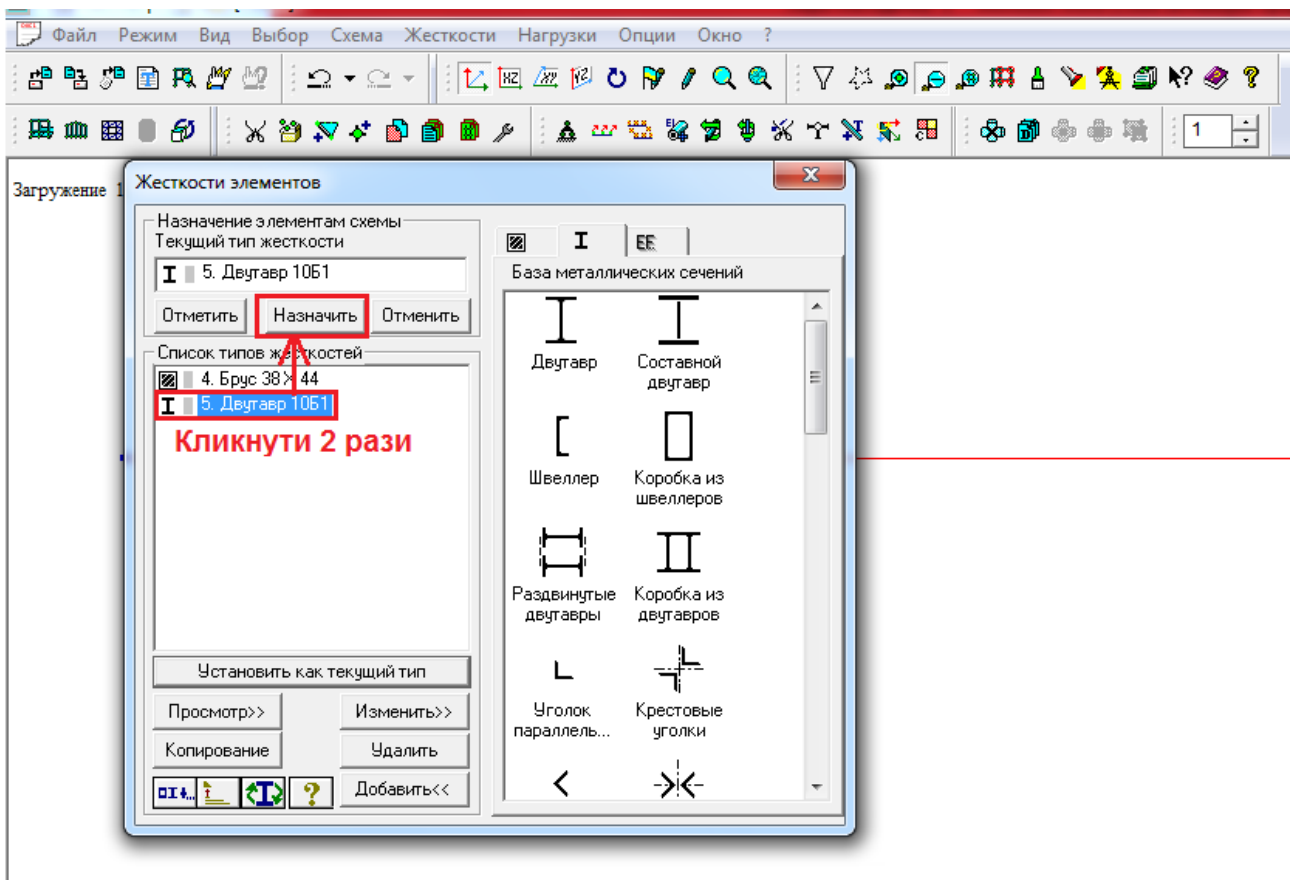 Файл Режим Вид Выбор Схема Жесткости Нагрузки Опции Окно ?
1
Загружение 1
Жесткости элементов
Назначение элементам схемы
Текущий тип жесткости
5. Двутавр 10Б1
Отметить Назначить Отменить
Список типов жесткостей
4. Брус 38 X 44
5. Двутавр 10Б1
Кликнути 2 рази
Установить как текущий тип
Просмотр>> Изменить>>
Копирование Удалить
Добавить<<
База металлических сечений
Двутавр Составной
двутавр
Швеллер Коробка из
швеллеров
Раздвинутые Коробка из
двутавры двутавров
Уголок Крестовые
параллель... уголки